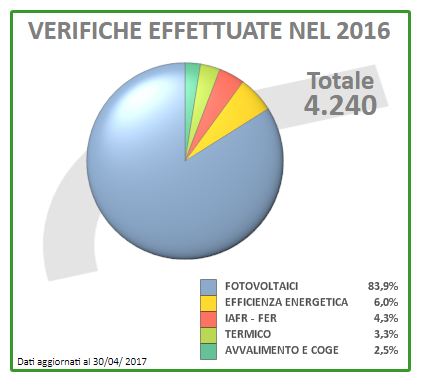 VERIFICHE EFFETTUATE NEL 2016
Totale
4.240
FOTOVOLTAICI 83,9%
EFFICIENZA ENERGETICA 6,0%
IAFR - FER 4,3%
TERMICO 3,3%
AVVALIMENTO E COGE 2,5%
Dati aggiornati al 30/04/ 2017